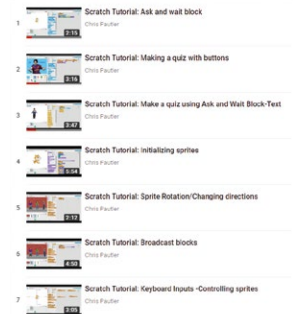 1
Scratch Tutorial: Ask and wait block
Chris Pautler
3:15
2
Scratch Tutorial: Making a quiz with buttons
Chris Pautler
3:16
3
Scratch Tutorial: Make a quiz using Ask and Wait Block-Text
Chris Pautler
2:47
4
Scratch Tutorial: Initializing sprites
Chris Pautler
5:04
5
Scratch Tutorial: Sprite Rotation/Changing directions
Chris Pautler
2:12
6
Scratch Tutorial: Broadcast blocks
Chris Pautler
4:50
7
Scratch Tutorial: Keyboard Inputs -Controlling sprites
Chris Pautler
3:05